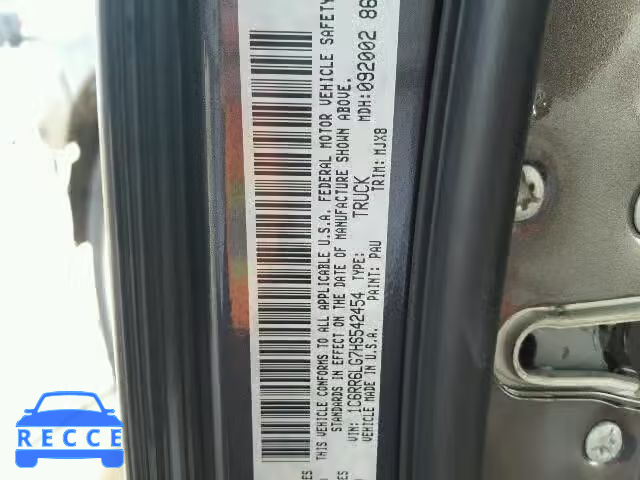 THIS VEHICLE CONFORMS TO ALL APPLICABLE U.S.A. FEDERAL MOTOR VEHICLE SAFETY
STANDARDS IN EFFECT ON THE DATE OF MANUFACTURE SHOWN ABOVE.
VIN: 1C6RR6LG7HS542454 TYPE: TRUCK MDH:092002 86
VEHICLE MADE IN U.S.A. PAINT: PAU TRIM: MJX8
RECCE